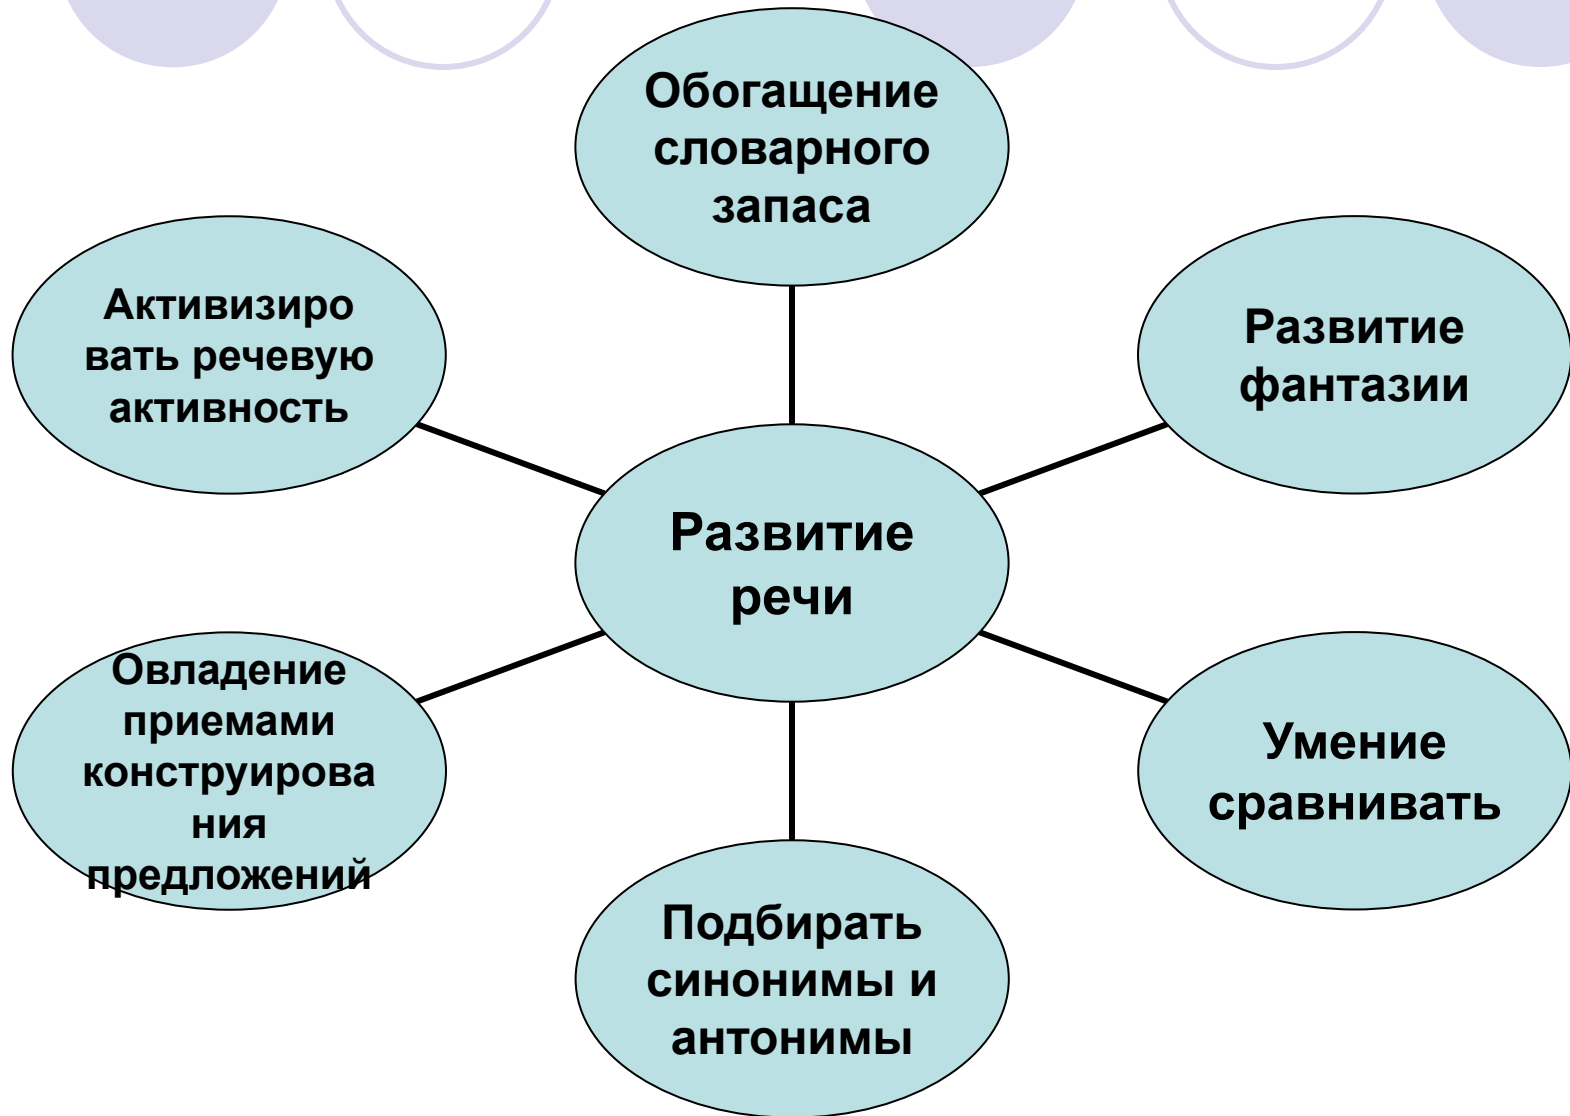 Обогащение
словарного
запаса
Активизиро
вать речевую
активность
Развитие
фантазии
Развитие
речи
Овладение
приемами
конструирова
ния
предложений
Умение
сравнивать
Подбирать
синонимы и
антонимы